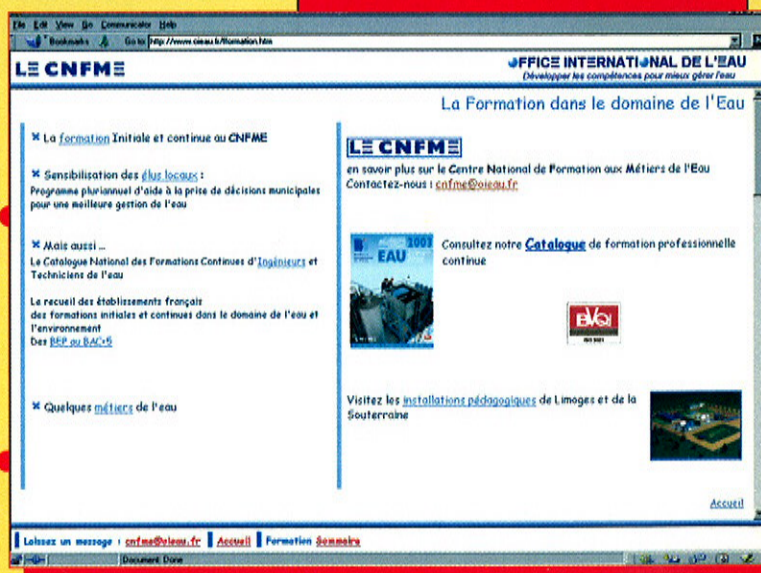 File Edit View Go Communicator Help
Bookmarks Go to: http://www.oieau.fr/fformation.htm
LE CNFME
OFFICE INTERNATIONAL DE L'EAU
Développer les compétences pour mieux gérer l'eau
La Formation dans le domaine de l'Eau
La formation Initiale et continue au CNFME
Sensibilisation des élus locaux :
Programme pluriannuel d'aide à la prise de décisions municipales
pour une meilleure gestion de l'eau
Mais aussi ...
Le Catalogue National des Formations Continues d'Ingénieurs et
Techniciens de l'eau
Le recueil des établissements français
des formations initiales et continues dans le domaine de l'eau et
l'environnement
Des BEP au BAC+5
Quelques métiers de l'eau
LE CNFME
en savoir plus sur le Centre National de Formation aux Métiers de l'Eau
Contactez-nous : cnfme@oieau.fr
2003
EAU
Consultez notre Catalogue de formation professionnelle
continue
BVQI
ISO 9001
Visitez les installations pédagogiques de Limoges et de la
Souterraine
Accueil
Laissez un message : cnfme@oieau.fr Accueil Formation Sommaire
Document Done